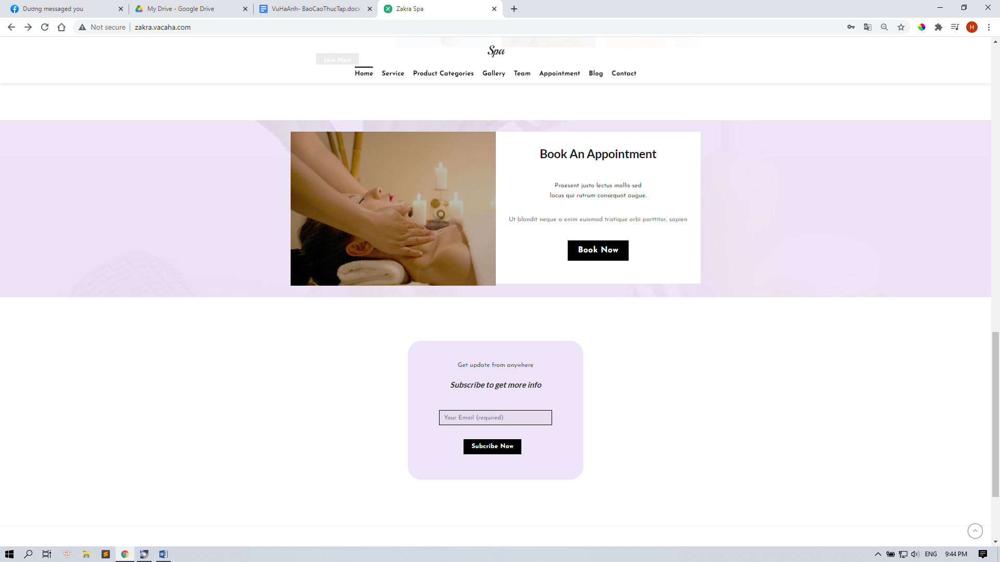 Dương messaged you
My Drive - Google Drive
VuHaAnh- BaoCaoThucTap.docx
Zakra Spa
Not secure
zakra.vacaha.com
H
Spa
Join Now
Home Service Product Categories Gallery Team Appointment Blog Contact
Book An Appointment
Praesent justo lectus mollis sed
lacus qui rutrum consequat augue.
Ut blandit neque a enim euismod tristique orbi porttitor, sapien
Book Now
Get update from anywhere
Subscribe to get more info
Your Email (required)
Subcribe Now
ENG
9:44 PM